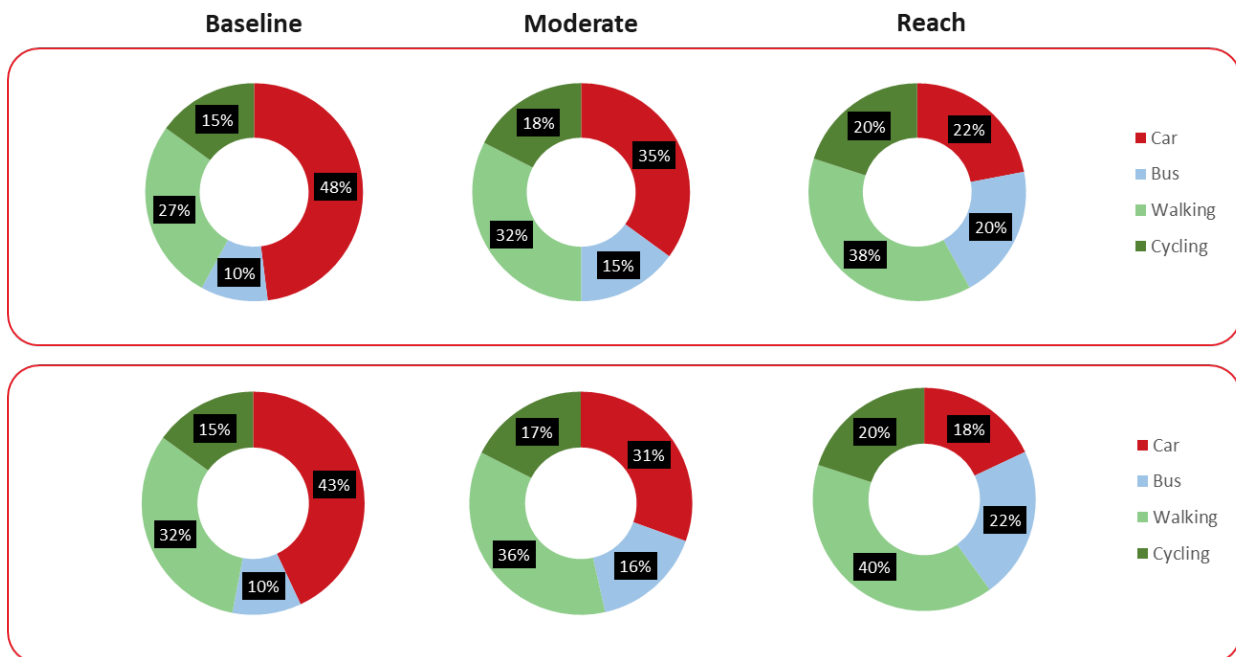 Baseline Moderate Reach
15% 48% 27% 10%
18% 35% 32% 15%
20% 22% 38% 20%
Car
Bus
Walking
Cycling
15% 43% 32% 10%
17% 31% 36% 16%
20% 18% 40% 22%
Car
Bus
Walking
Cycling